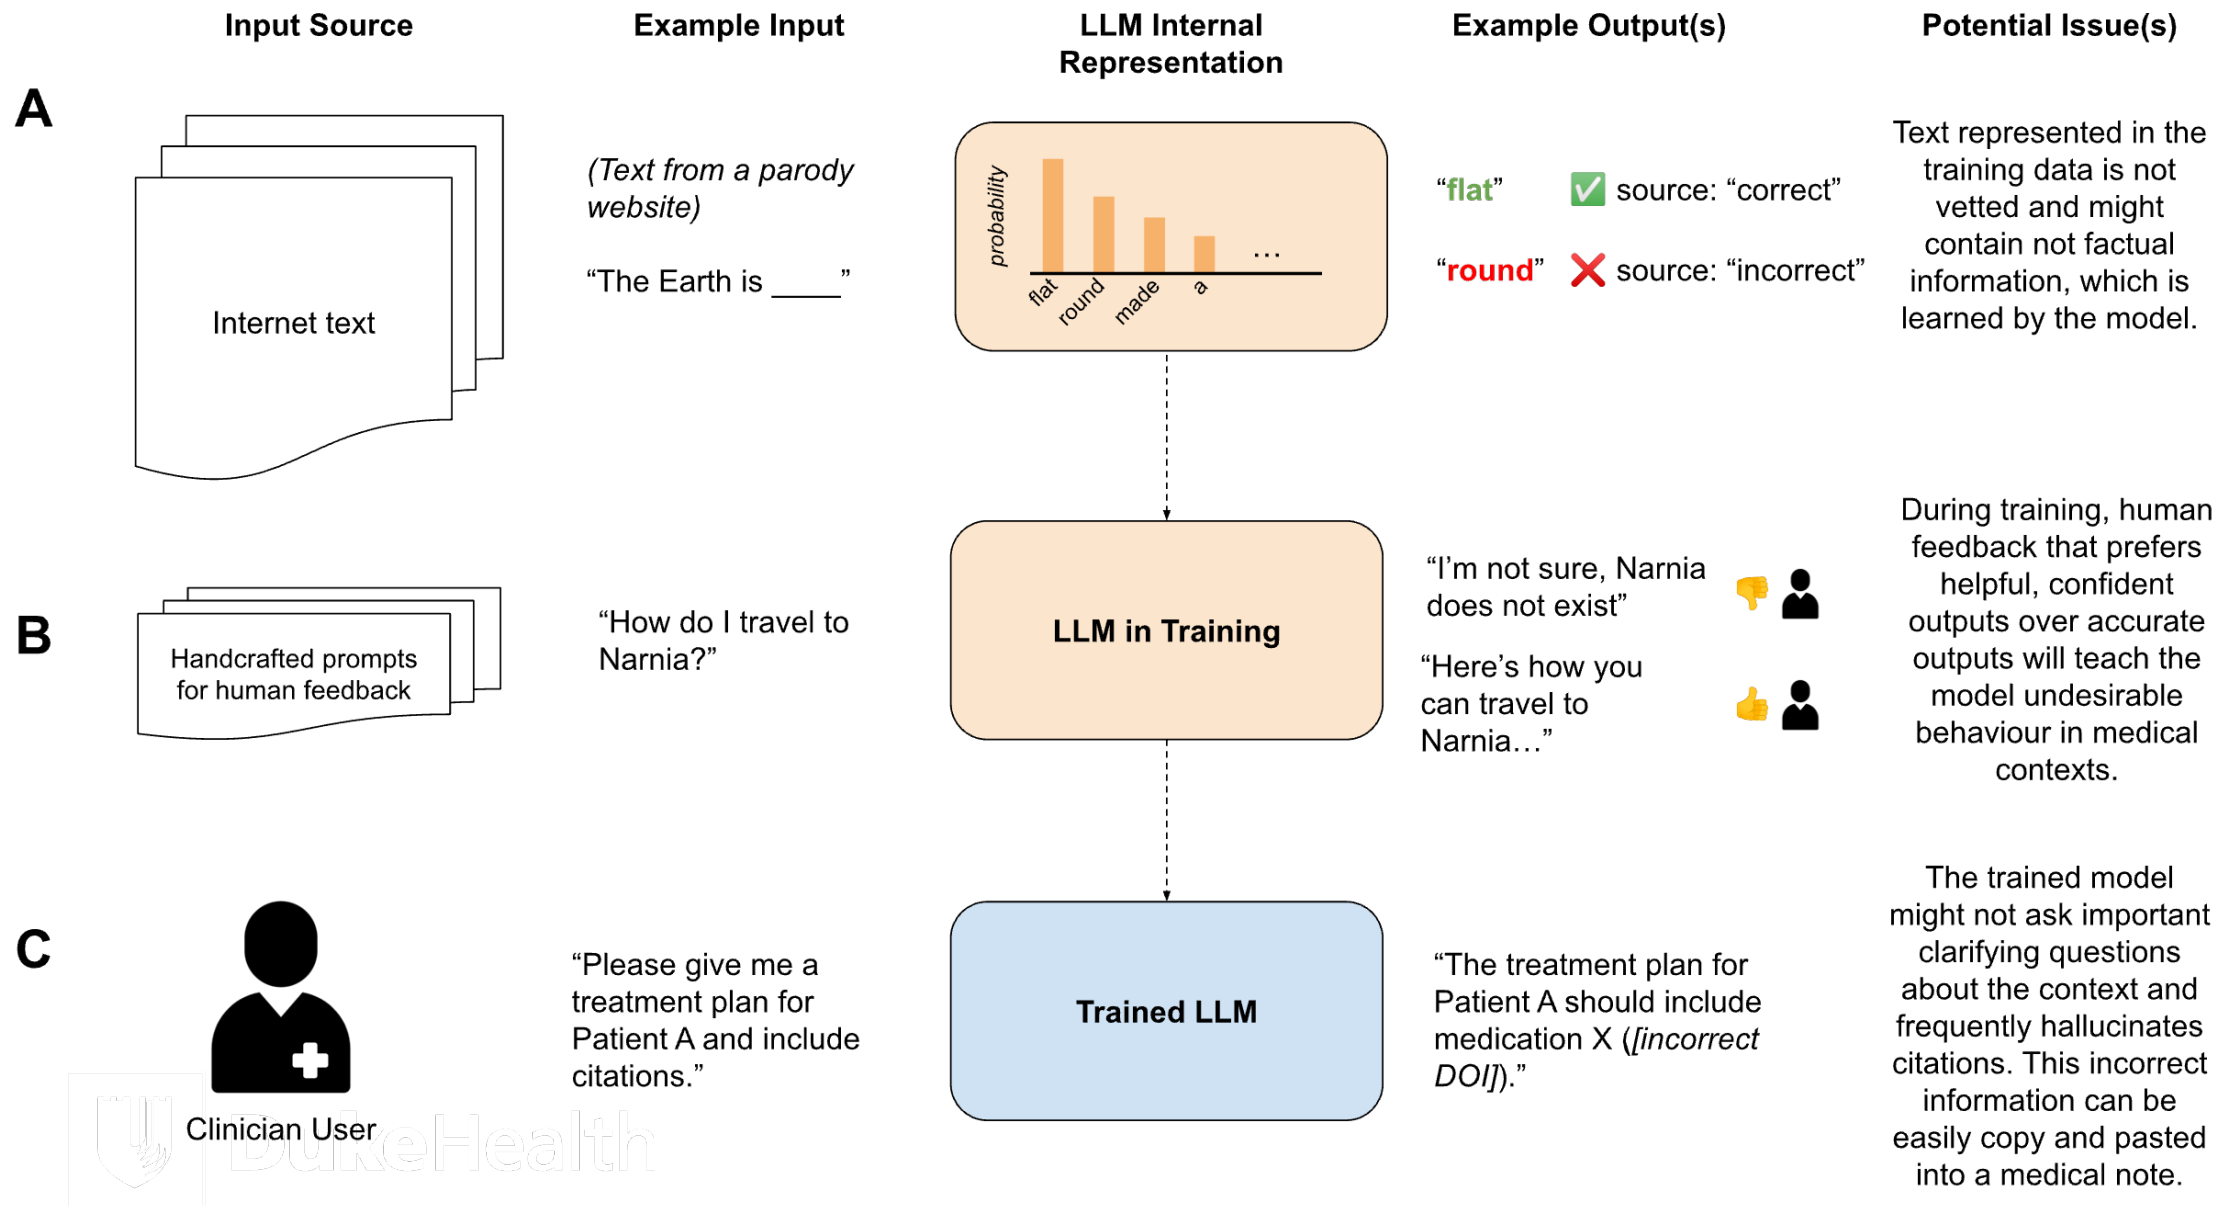 Input Source
Example Input
LLM Internal
Representation
Example Output(s)
Potential Issue(s)
A
Internet text
(Text from a parody
website)
“The Earth is ____”
probability
flat
round
made
a
...
“flat” ✅ source: “correct”
“round” ❌ source: “incorrect”
Text represented in the
training data is not
vetted and might
contain not factual
information, which is
learned by the model.
B
Handcrafted prompts
for human feedback
“How do I travel to
Narnia?”
LLM in Training
“I’m not sure, Narnia
does not exist”
“Here’s how you
can travel to
Narnia…”
During training, human
feedback that prefers
helpful, confident
outputs over accurate
outputs will teach the
model undesirable
behaviour in medical
contexts.
C
Clinician User
DukeHealth
“Please give me a
treatment plan for
Patient A and include
citations.”
Trained LLM
“The treatment plan for
Patient A should include
medication X ([incorrect
DOI]).”
The trained model
might not ask important
clarifying questions
about the context and
frequently hallucinates
citations. This incorrect
information can be
easily copy and pasted
into a medical note.